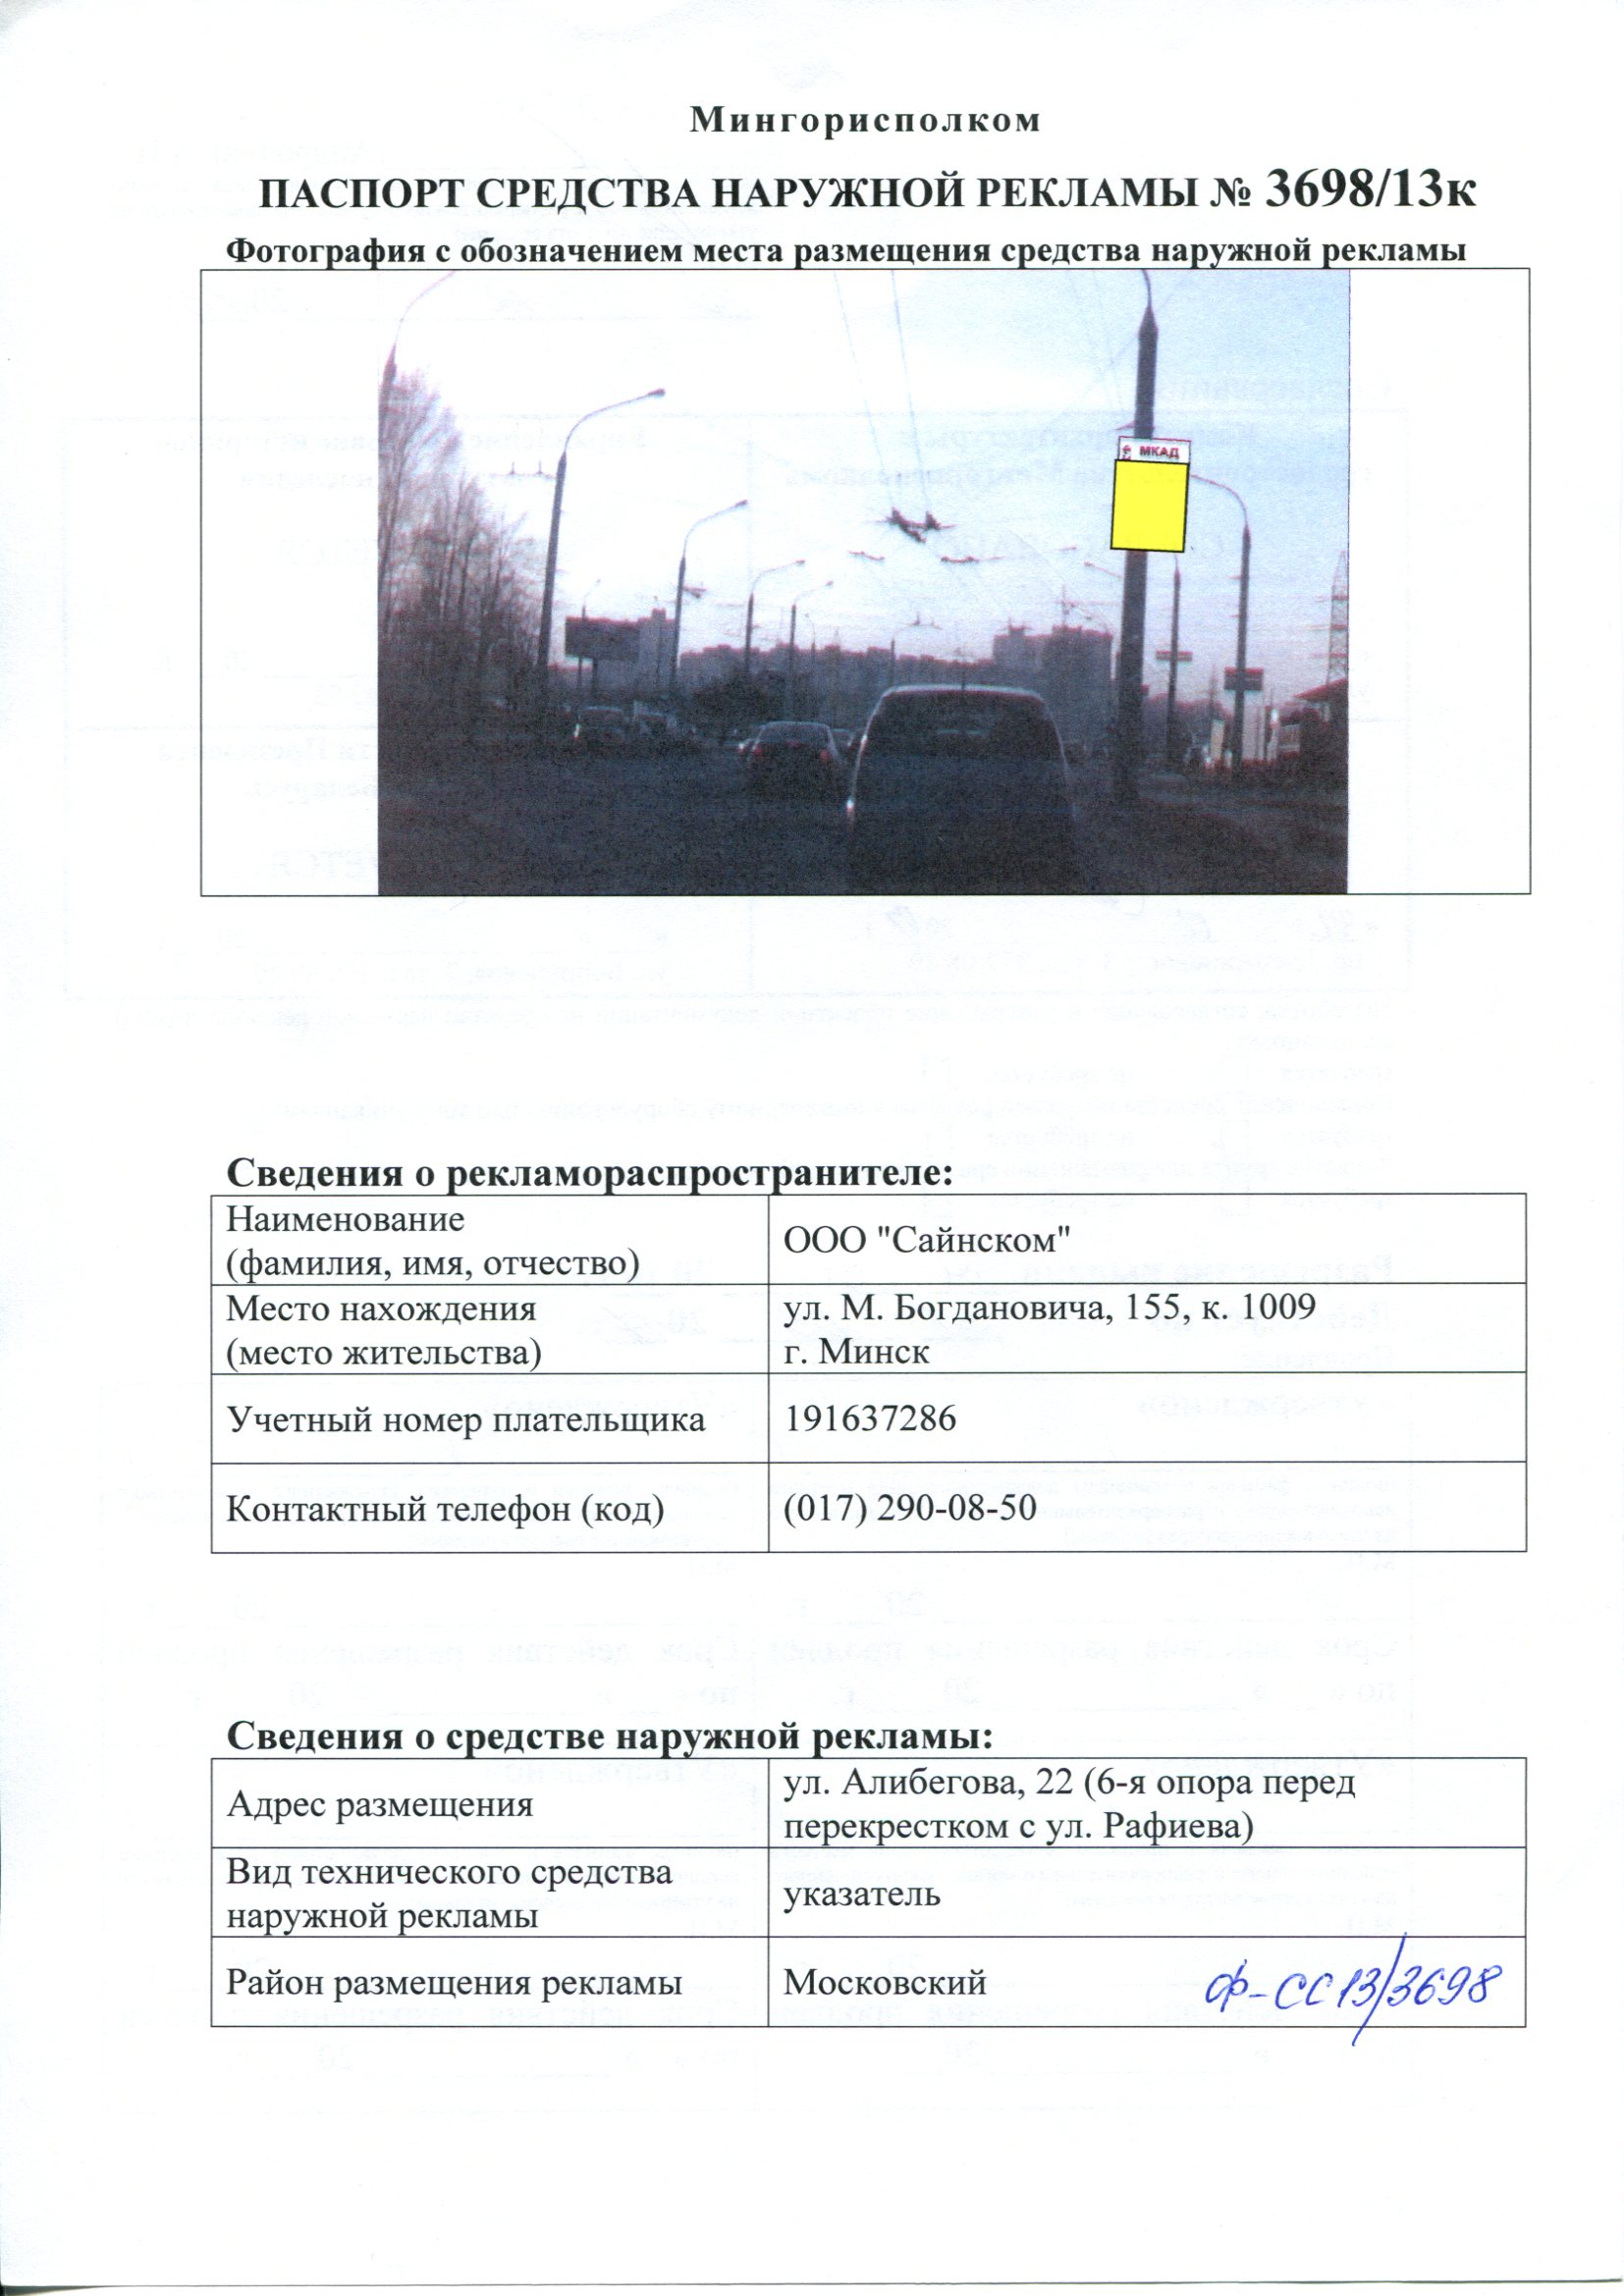 Мингорисполком
ПАСПОРТ СРЕДСТВА НАРУЖНОЙ РЕКЛАМЫ № 3698/13к
Фотография с обозначением места размещения средства наружной рекламы
МКАД
Сведения о рекламораспространителе:
Наименование
(фамилия, имя, отчество)
ООО "Сайнском"
Место нахождения
(место жительства)
ул. М. Богдановича, 155, к. 1009
г. Минск
Учетный номер плательщика
191637286
Контактный телефон (код)
(017) 290-08-50
Сведения о средстве наружной рекламы:
Адрес размещения
ул. Алибегова, 22 (6-я опора перед
перекрестком с ул. Рафиева)
Вид технического средства
наружной рекламы
указатель
Район размещения рекламы
Московский
Ф-СС13/3698